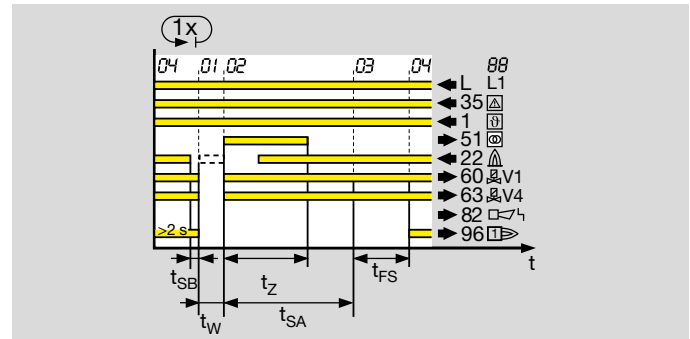 1x
04 01 02 03 04 88
L L1
35
1 ϑ
51
22
60 V1
63 V4
82
>2 s 96 1
t
tSB tZ tFS
tW tSA